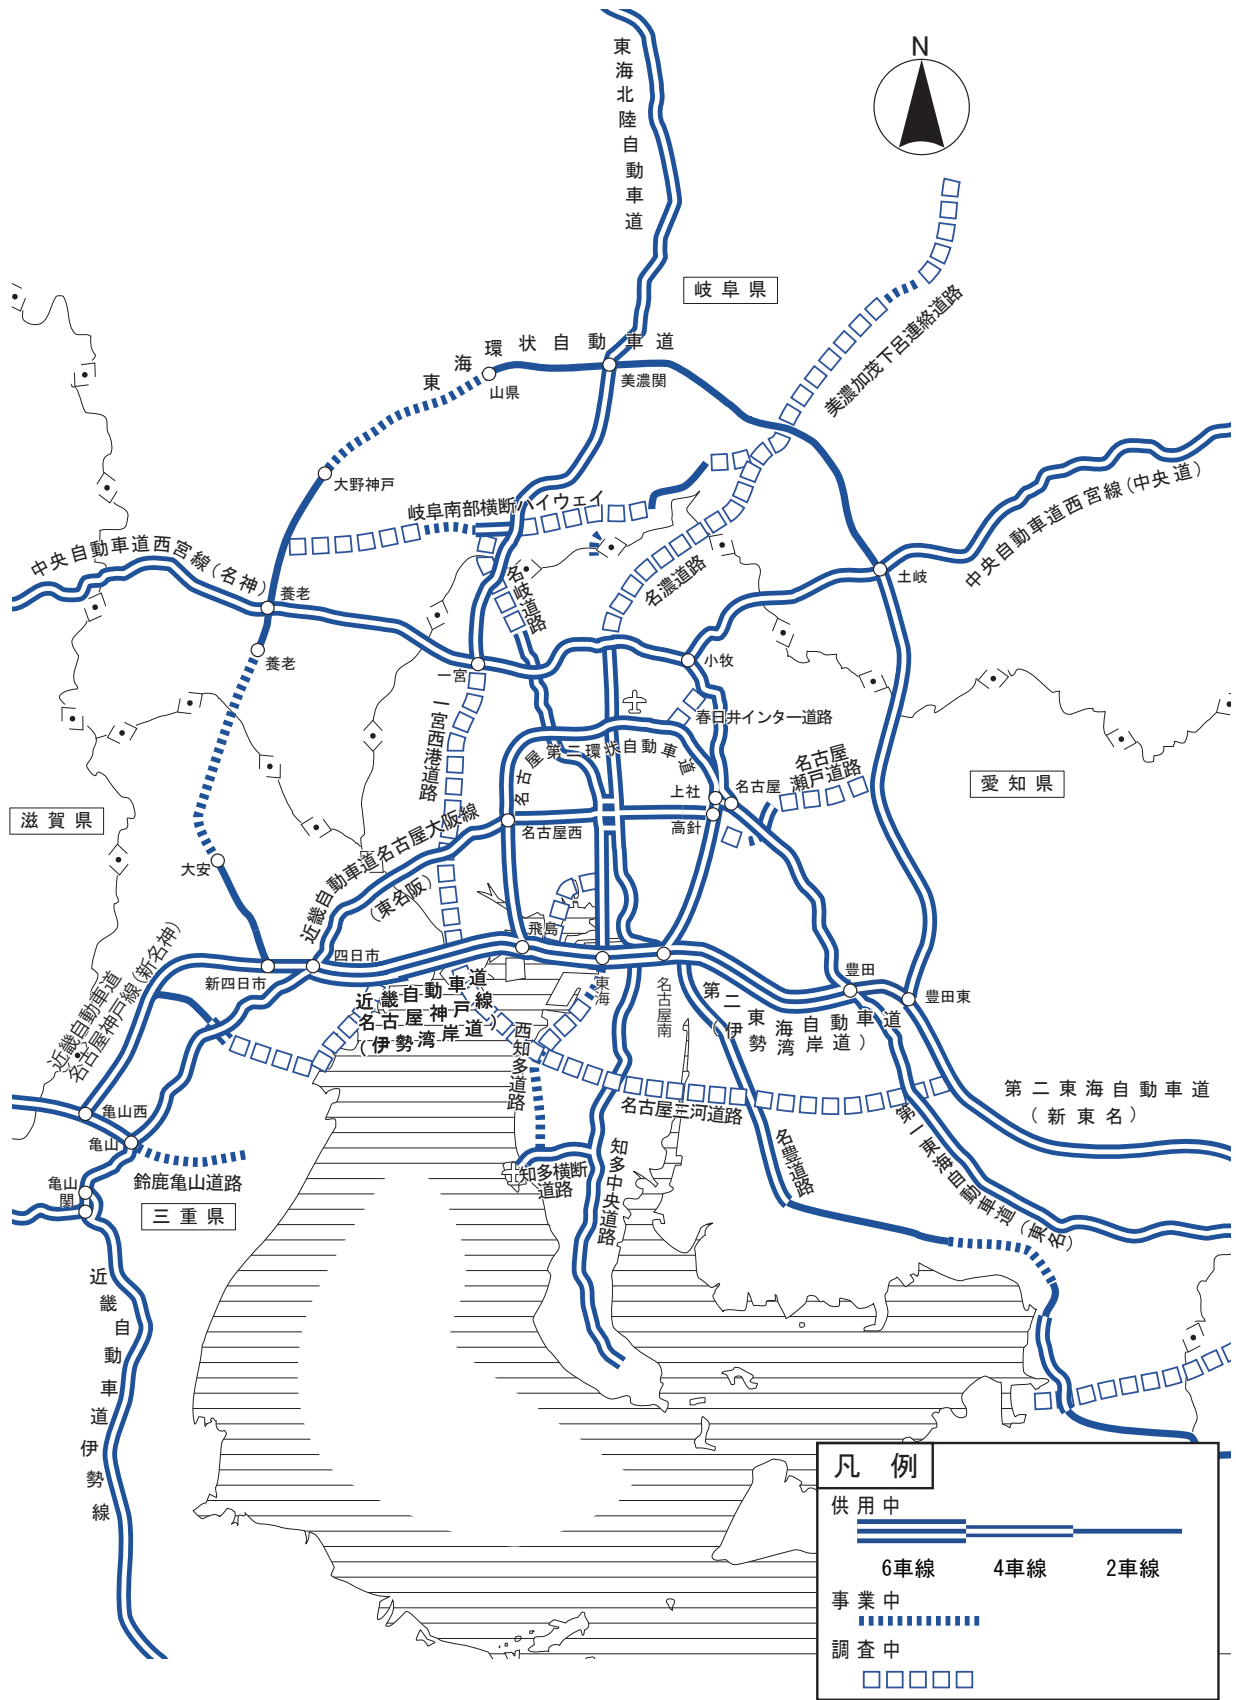 N
東海北陸自動車道
岐阜県
美濃加茂下呂連絡道路
東海環状自動車道
山県
美濃関
大野神戸
岐阜南部横断ハイウェイ
中央自動車道西宮線(中央道)
中央自動車道西宮線(名神)
養老
名岐道路
名濃道路
土岐
養老
一宮
小牧
一宮西港道路
春日井インター道路
名古屋第二環状自動車道
名古屋
瀬戸道路
愛知県
上社
名古屋
滋賀県
名古屋西
高針
近畿自動車道名古屋大阪線
(東名阪)
大安
飛島
四日市
新四日市
近畿自動車道
名古屋神戸線(新名神)
近畿自動車道
名古屋神戸線
(伊勢湾岸道)
東海
名古屋南
豊田
豊田東
第二東海自動車道
(伊勢湾岸道)
西知多道路
第二東海自動車道
(新東名)
名古屋三河道路
亀山西
亀山
鈴鹿亀山道路
亀山
関
三重県
知多横断
道路
知多中央道路
名豊道路
第一東海自動車道(東名)
近畿自動車道伊勢線
凡例
供用中
6車線
4車線
2車線
事業中
調査中